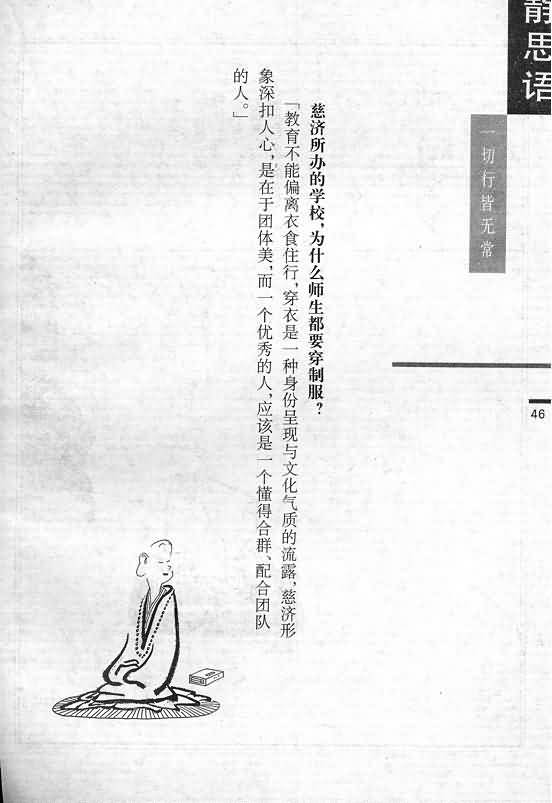 静思语
一切行皆无常
46
慈济所办的学校，为什么师生都要穿制服？
「教育不能偏离衣食住行，穿衣是一种身份呈现与文化气质的流露，慈济形
象深扣人心，是在于团体美，而一个优秀的人，应该是一个懂得合群、配合团队
的人。」